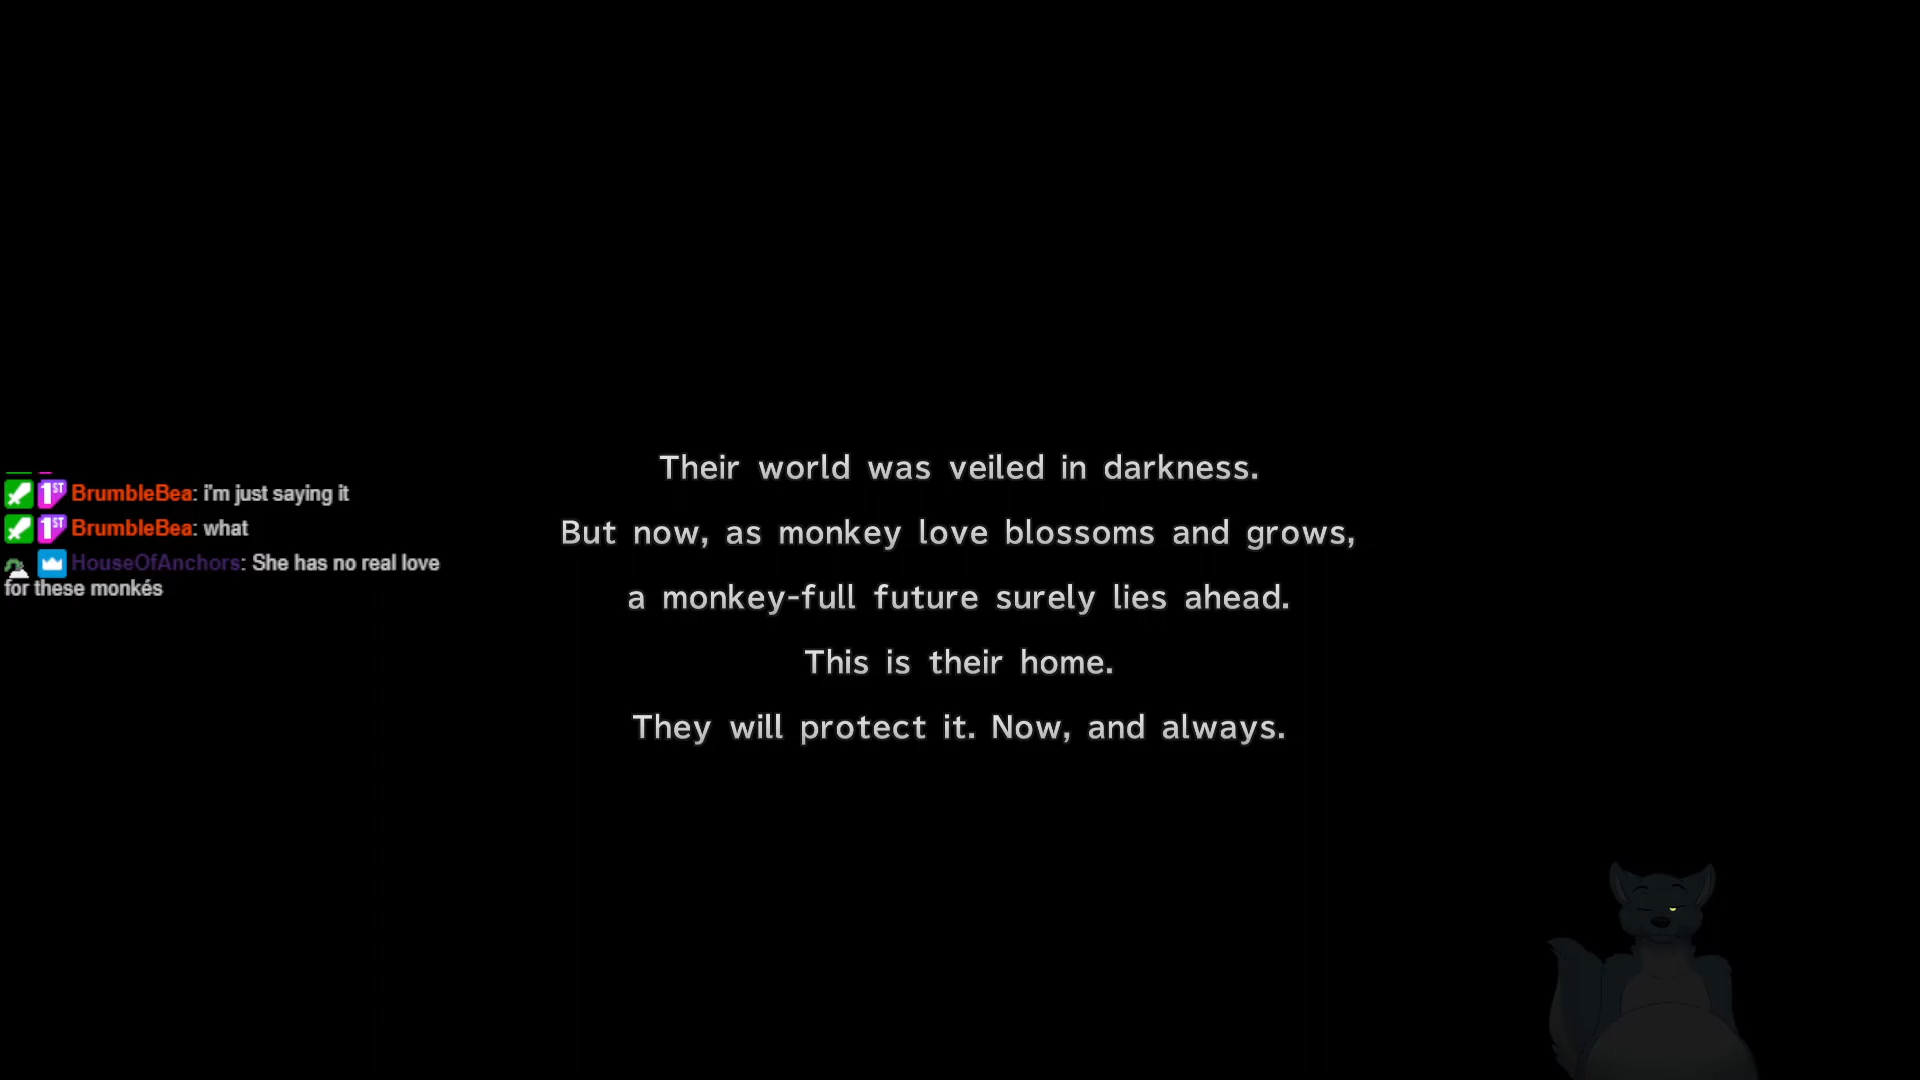 1ST BrumbleBea: i'm just saying it
1ST BrumbleBea: what
HouseOfAnchors: She has no real love
for these monkés
Their world was veiled in darkness.
But now, as monkey love blossoms and grows,
a monkey-full future surely lies ahead.
This is their home.
They will protect it. Now, and always.